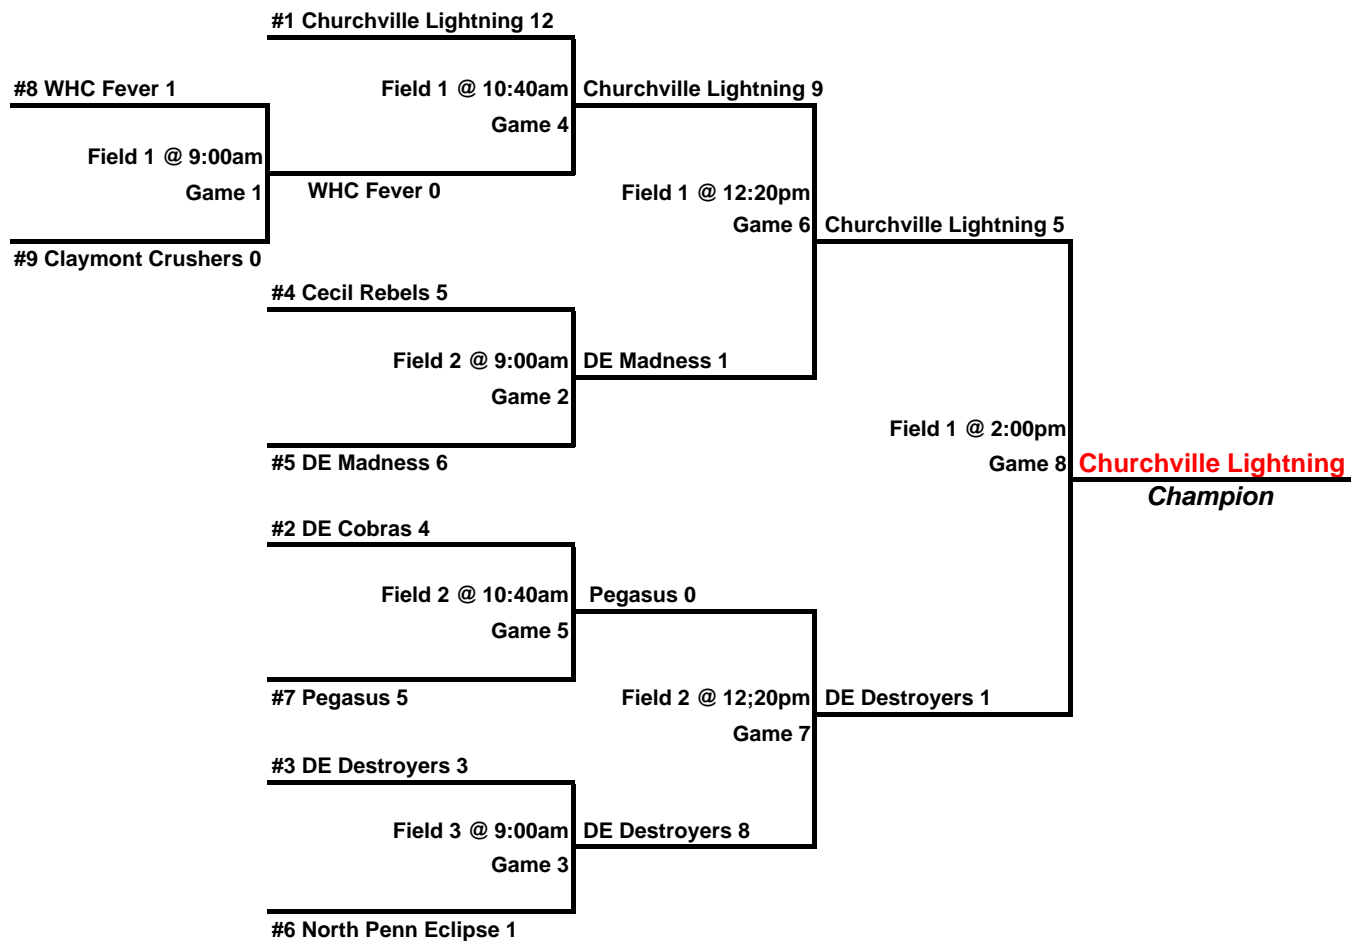 #1 Churchville Lightning 12
#8 WHC Fever 1
Field 1 @ 10:40am
Churchville Lightning 9
Game 4
Field 1 @ 9:00am
Game 1
WHC Fever 0
Field 1 @ 12:20pm
Game 6
Churchville Lightning 5
#9 Claymont Crushers 0
#4 Cecil Rebels 5
Field 2 @ 9:00am
DE Madness 1
Game 2
Field 1 @ 2:00pm
#5 DE Madness 6
Game 8
Churchville Lightning
Champion
#2 DE Cobras 4
Field 2 @ 10:40am
Pegasus 0
Game 5
#7 Pegasus 5
Field 2 @ 12;20pm
DE Destroyers 1
Game 7
#3 DE Destroyers 3
Field 3 @ 9:00am
DE Destroyers 8
Game 3
#6 North Penn Eclipse 1